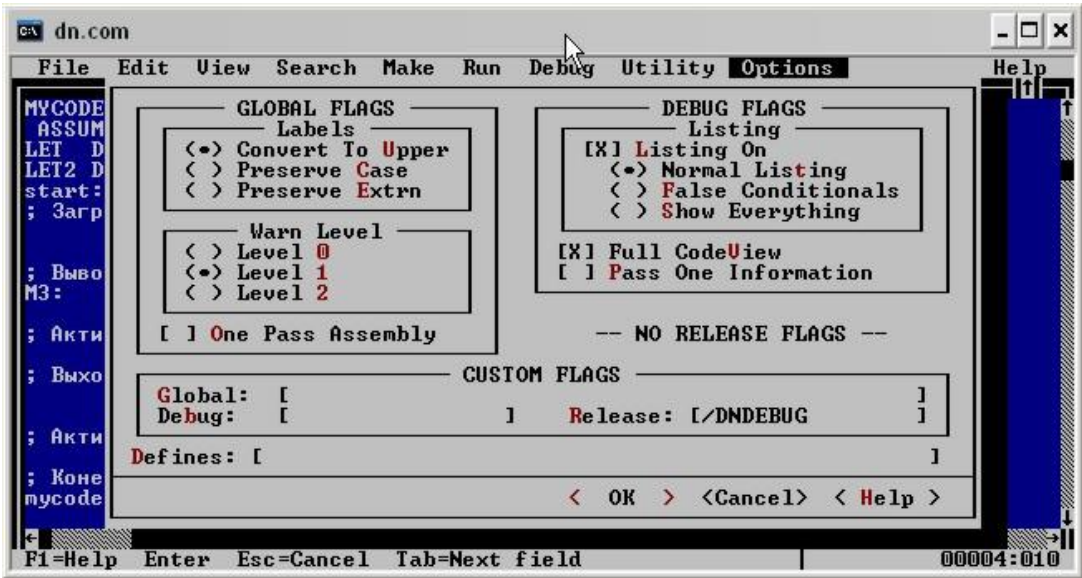 dn.com
File Edit View Search Make Run Debug Utility Options Help
MYCODE
ASSUM
LET D
LET2 D
start:
; Загр
; Выво
M3:
; Акти
; Выхо
; Акти
; Коне
mycode
GLOBAL FLAGS
Labels
(•) Convert To Upper
( ) Preserve Case
( ) Preserve Extrn
Warn Level
( ) Level 0
(•) Level 1
( ) Level 2
[ ] One Pass Assembly
DEBUG FLAGS
Listing
[X] Listing On
(•) Normal Listing
( ) False Conditionals
( ) Show Everything
[X] Full CodeView
[ ] Pass One Information
-- NO RELEASE FLAGS --
CUSTOM FLAGS
Global: [ ]
Debug: [ ] Release: [/DNDEBUG ]
Defines: [ ]
< OK > <Cancel> < Help >
F1=Help Enter Esc=Cancel Tab=Next field 00004:010